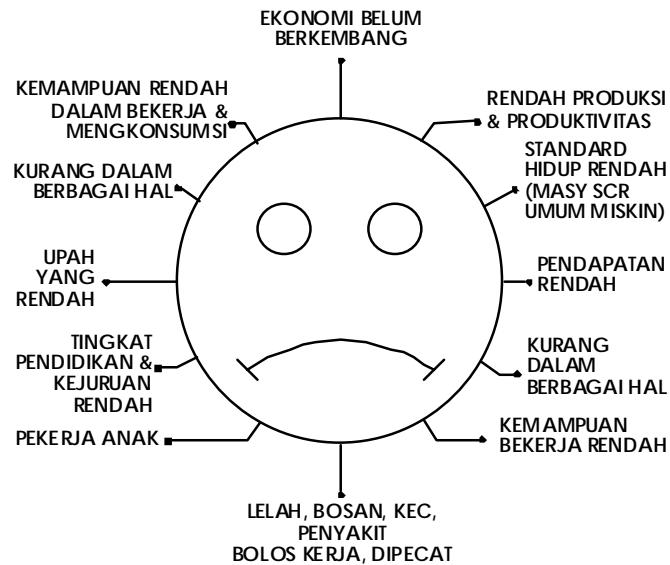 EKONOMI BELUM
BERKEMBANG
RENDAH PRODUKSI
& PRODUKTIVITAS
STANDARD
HIDUP RENDAH
(MASY SCR
UMUM MISKIN)
PENDAPATAN
RENDAH
KURANG
DALAM
BERBAGAI HAL
KEMAMPUAN
BEKERJA RENDAH
LELAH, BOSAN, KEC,
PENYAKIT
BOLOS KERJA, DIPECAT
PEKERJA ANAK
TINGKAT
PENDIDIKAN &
KEJURUAN
RENDAH
UPAH
YANG
RENDAH
KURANG DALAM
BERBAGAI HAL
KEMAMPUAN RENDAH
DALAM BEKERJA &
MENGKONSUMSI